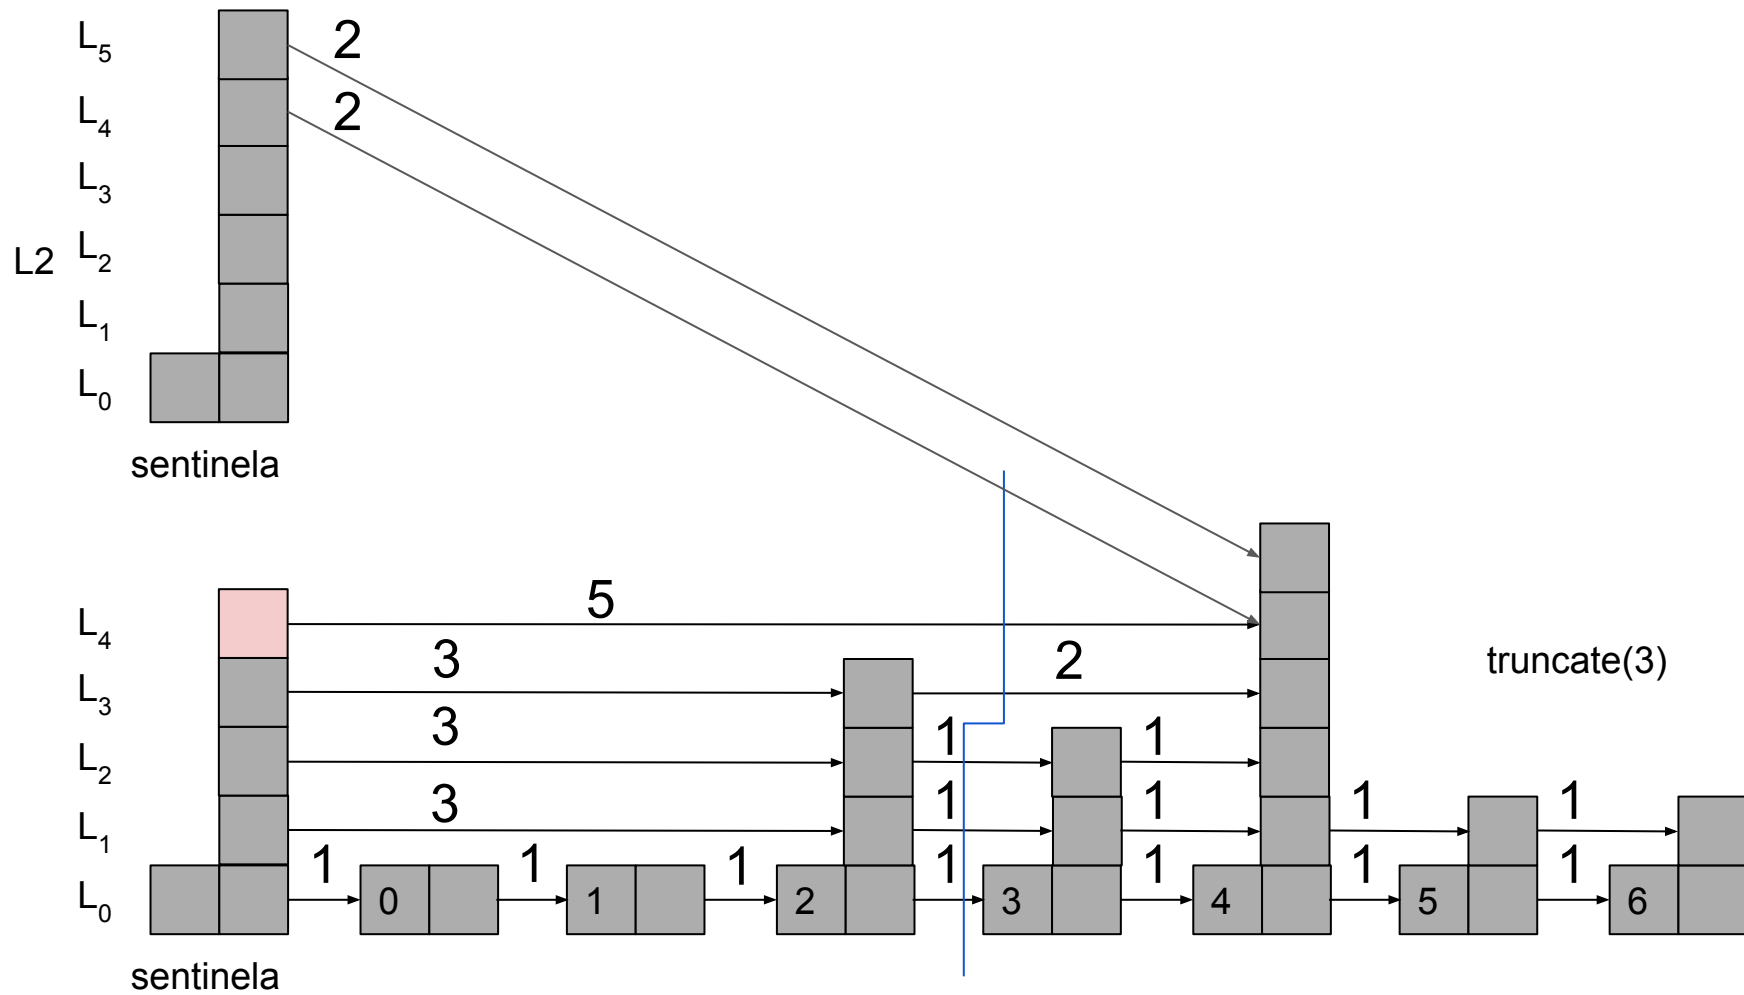 L5 2
L4 2
L3
L2 L2
L1
L0
sentinela
L4 5
L3 3 2 truncate(3)
L2 3 1 1
L1 3 1 1 1 1
1 1 1 1 1 1 1
L0 0 1 2 3 4 5 6
sentinela